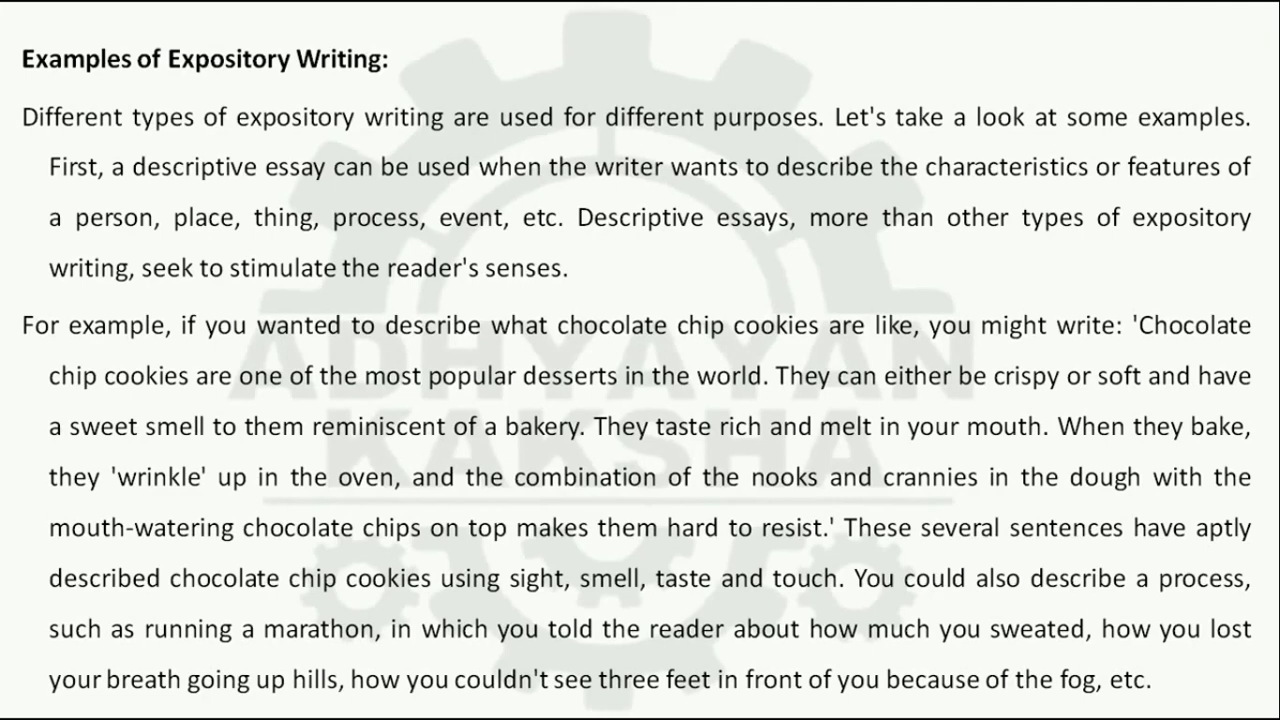 Examples of Expository Writing:
Different types of expository writing are used for different purposes. Let's take a look at some examples.
First, a descriptive essay can be used when the writer wants to describe the characteristics or features of
a person, place, thing, process, event, etc. Descriptive essays, more than other types of expository
writing, seek to stimulate the reader's senses.
For example, if you wanted to describe what chocolate chip cookies are like, you might write: 'Chocolate
chip cookies are one of the most popular desserts in the world. They can either be crispy or soft and have
a sweet smell to them reminiscent of a bakery. They taste rich and melt in your mouth. When they bake,
they 'wrinkle' up in the oven, and the combination of the nooks and crannies in the dough with the
mouth-watering chocolate chips on top makes them hard to resist.' These several sentences have aptly
described chocolate chip cookies using sight, smell, taste and touch. You could also describe a process,
such as running a marathon, in which you told the reader about how much you sweated, how you lost
your breath going up hills, how you couldn't see three feet in front of you because of the fog, etc.
ADHYAYAN
KAKSHA